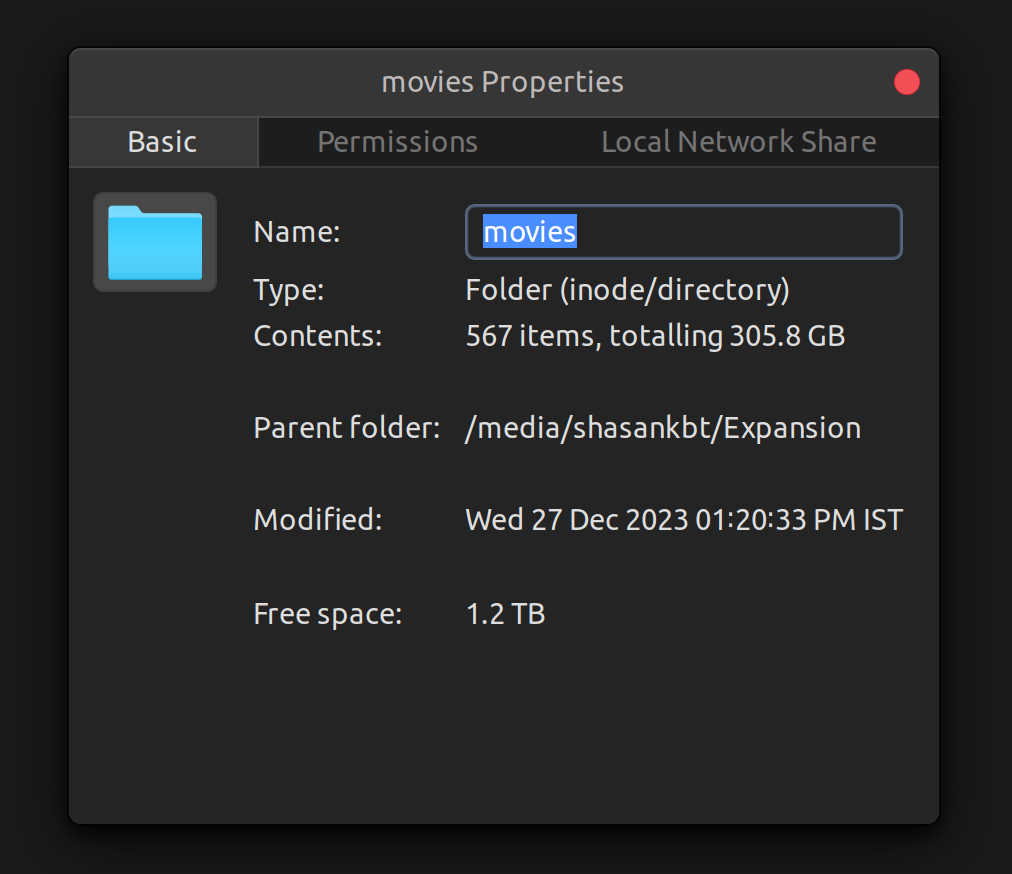 movies Properties
Basic Permissions Local Network Share
Name: movies
Type: Folder (inode/directory)
Contents: 567 items, totalling 305.8 GB
Parent folder: /media/shasankbt/Expansion
Modified: Wed 27 Dec 2023 01:20:33 PM IST
Free space: 1.2 TB